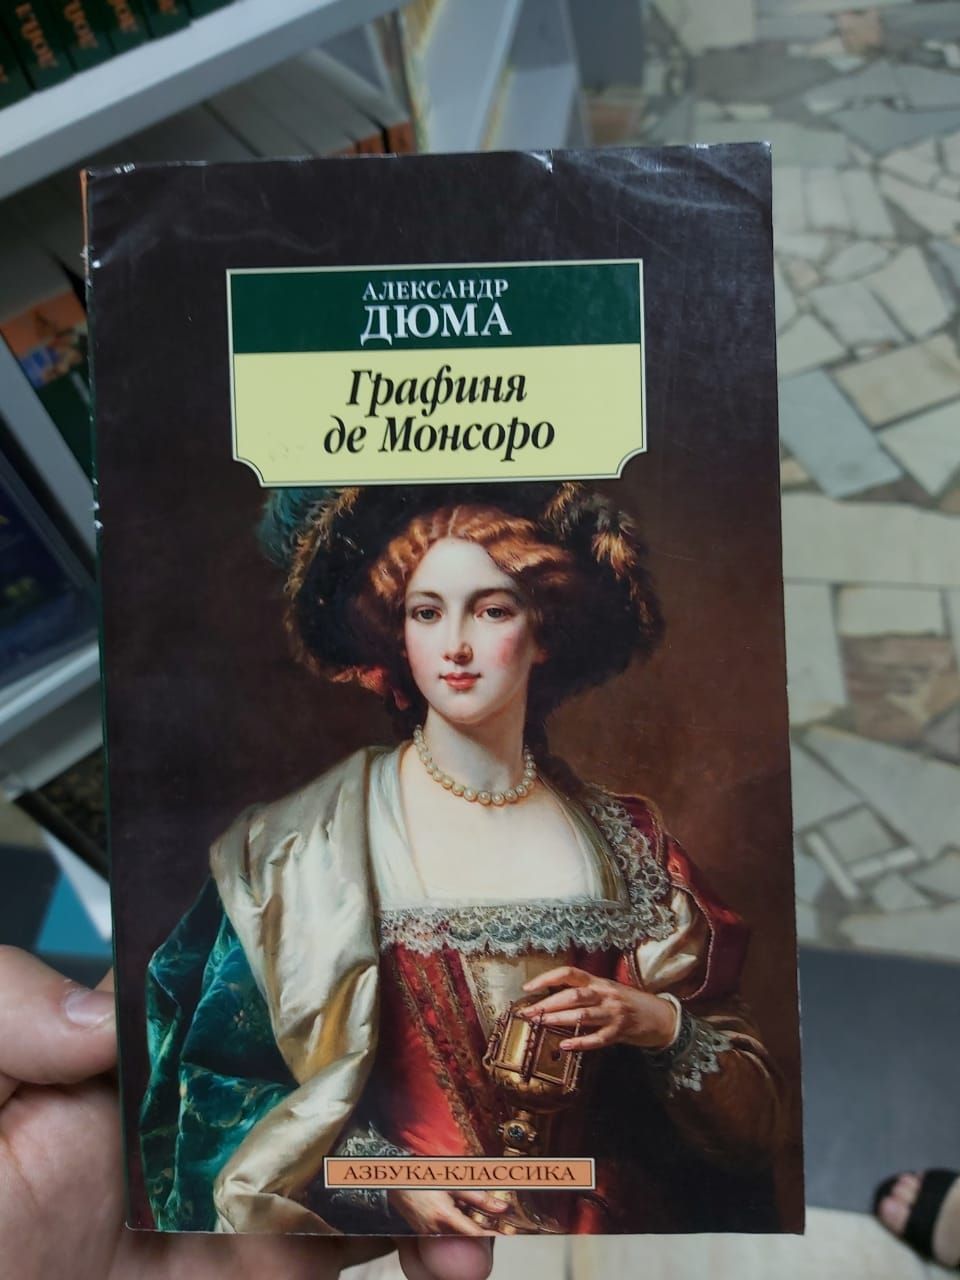 АЛЕКСАНДР
ДЮМА
Графиня
де Монсоро
АЗБУКА-КЛАССИКА